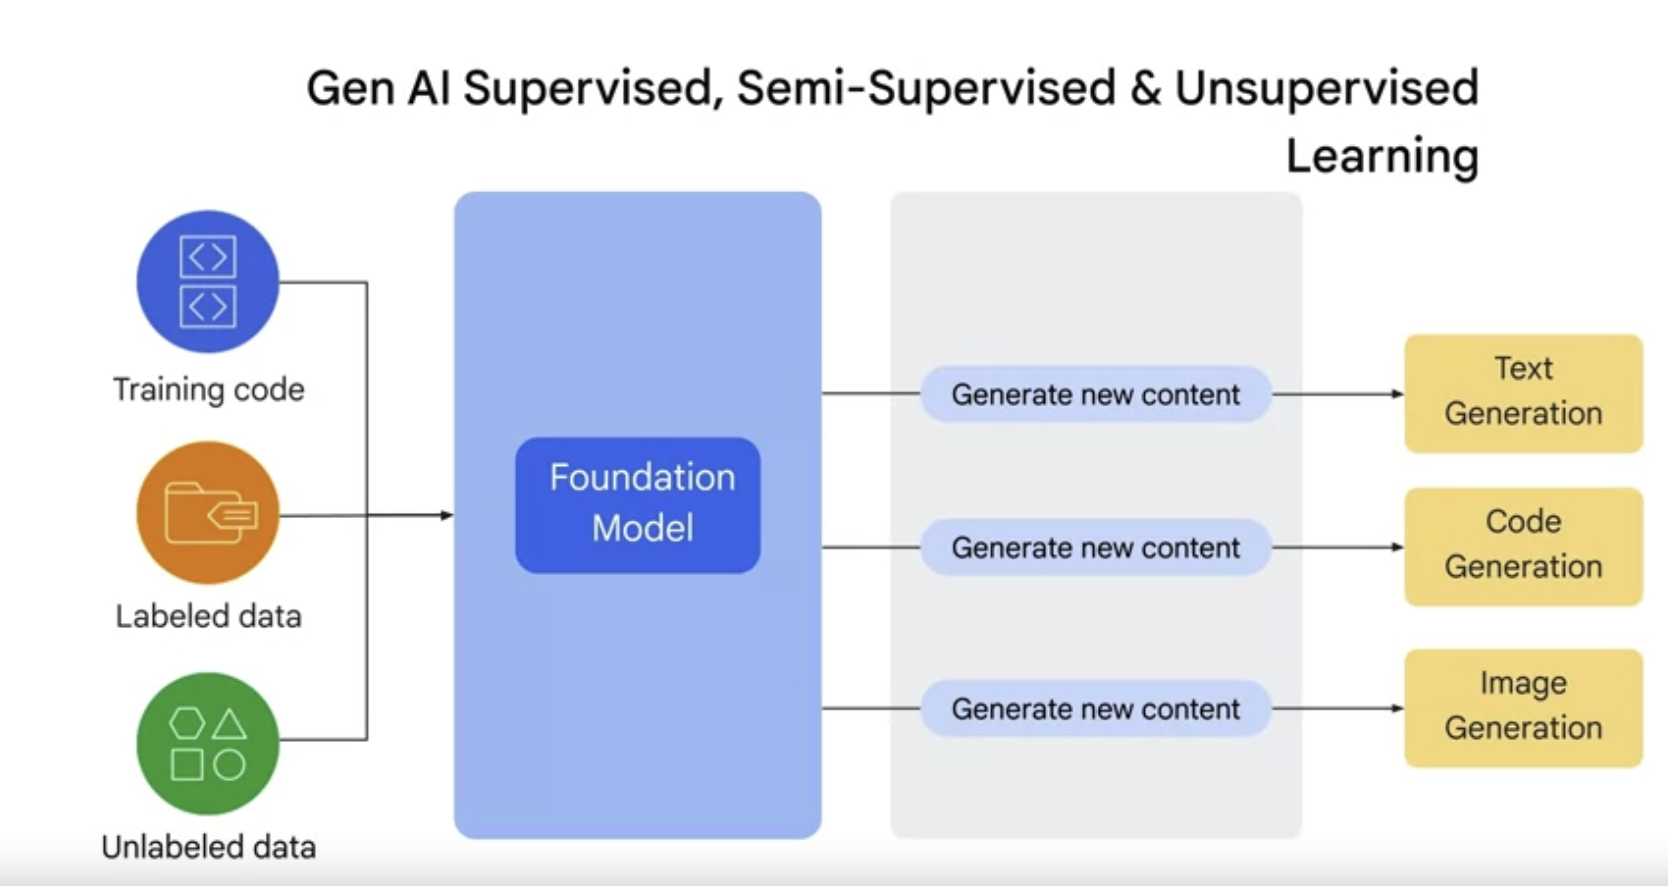 Gen AI Supervised, Semi-Supervised & Unsupervised
Learning
Training code
Labeled data
Unlabeled data
Foundation
Model
Generate new content
Generate new content
Generate new content
Text
Generation
Code
Generation
Image
Generation